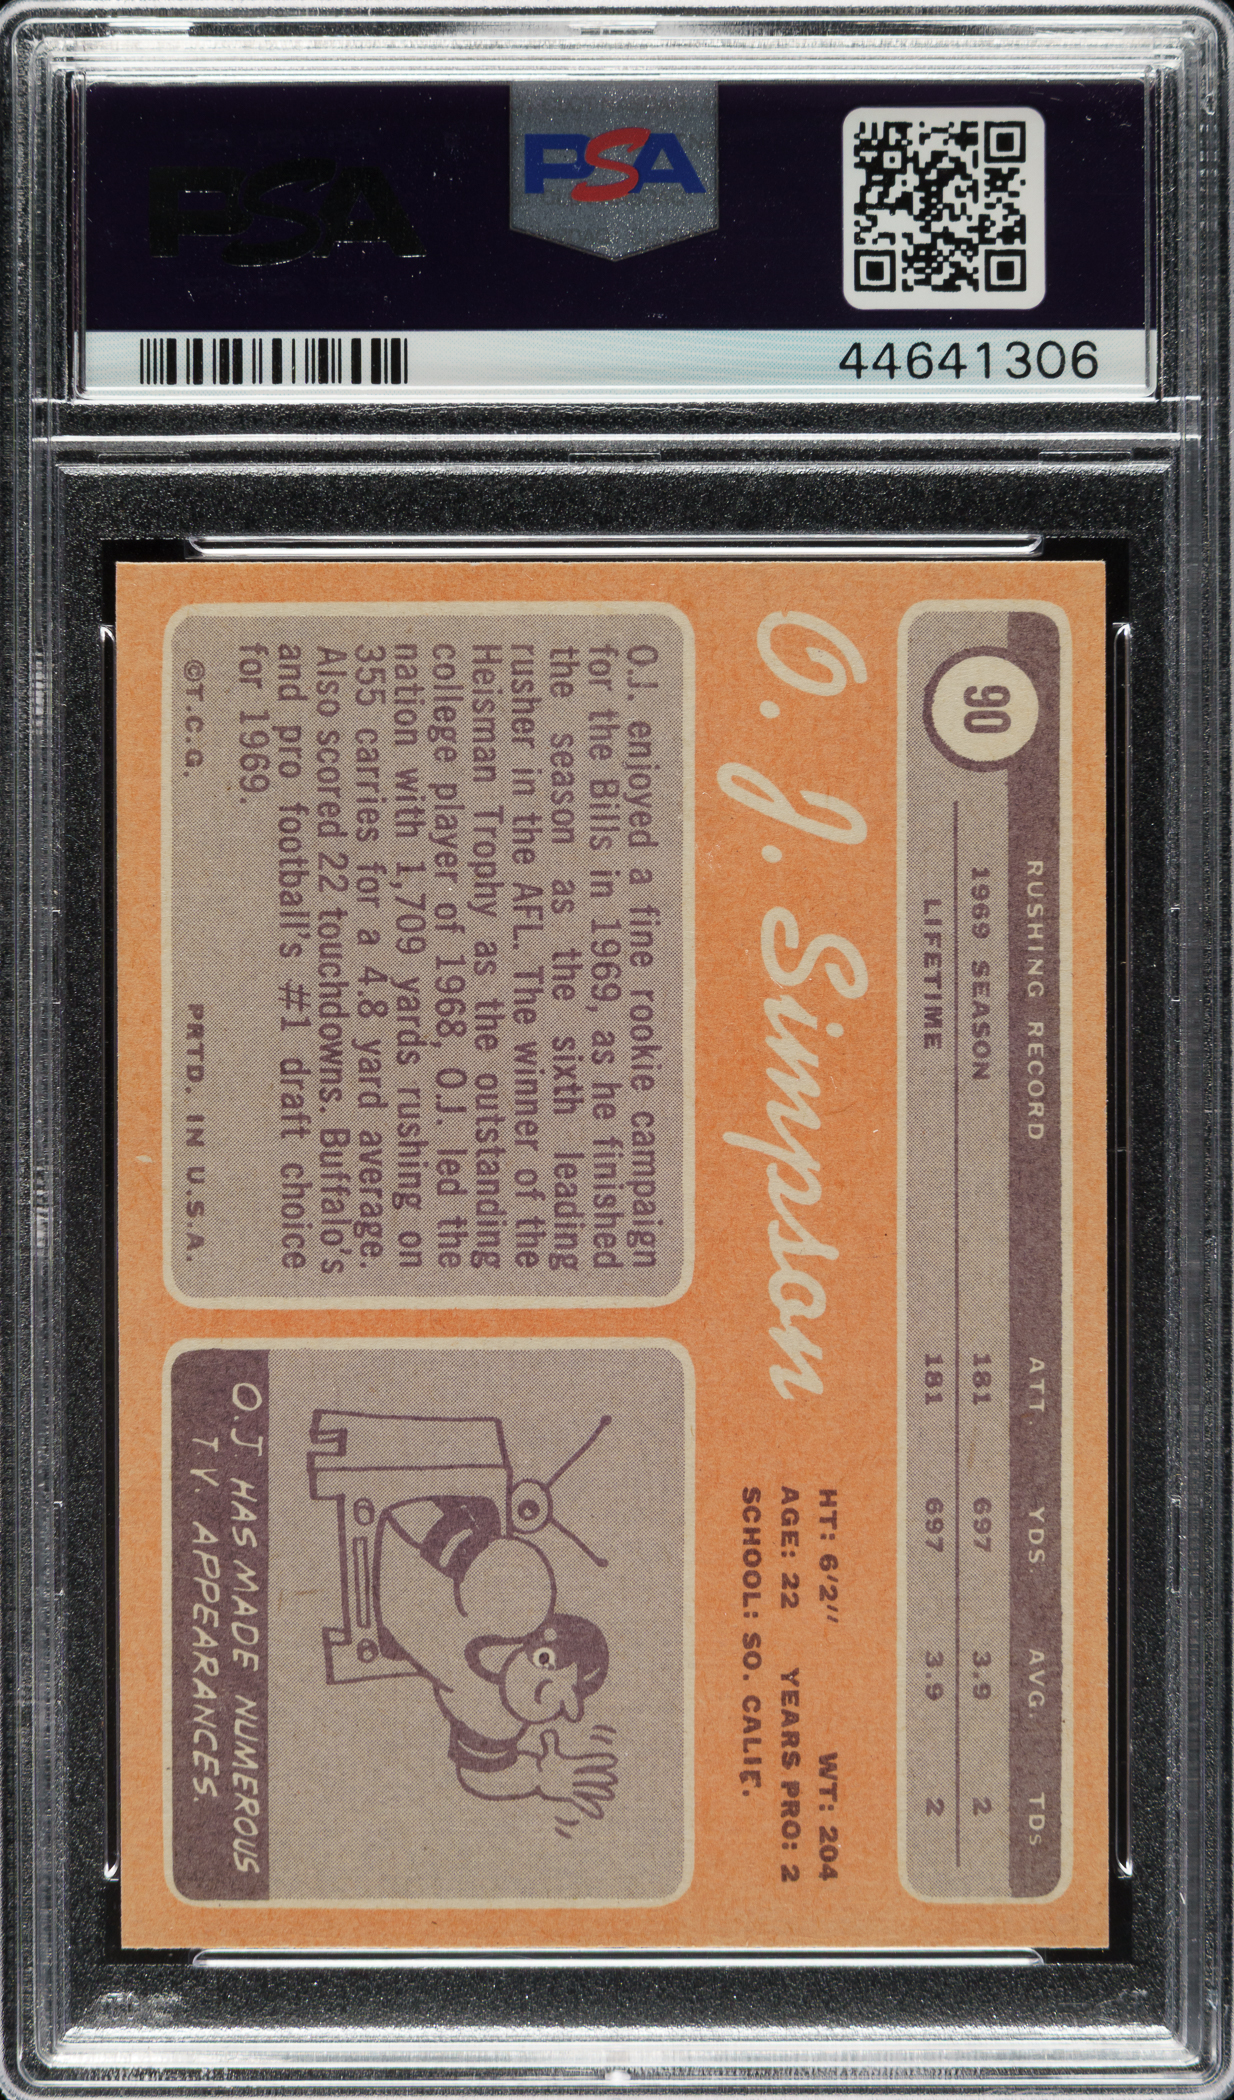 PSA
PSA
44641306
90
RUSHING RECORD ATT. YDS. AVG. TDs
1969 SEASON 181 697 3.9 2
LIFETIME 181 697 3.9 2
O. J. Simpson
HT: 6'2" WT: 204
AGE: 22 YEARS PRO: 2
SCHOOL: SO. CALIF.
O.J. enjoyed a fine rookie campaign
for the Bills in 1969, as he finished
the season as the sixth leading
rusher in the AFL. The winner of the
Heisman Trophy as the outstanding
college player of 1968, O.J. led the
nation with 1,709 yards rushing on
355 carries for a 4.8 yard average.
Also scored 22 touchdowns. Buffalo's
and pro football's #1 draft choice
for 1969.
©T.C.G. PRTD. IN U.S.A.
O.J HAS MADE NUMEROUS
T.V. APPEARANCES.